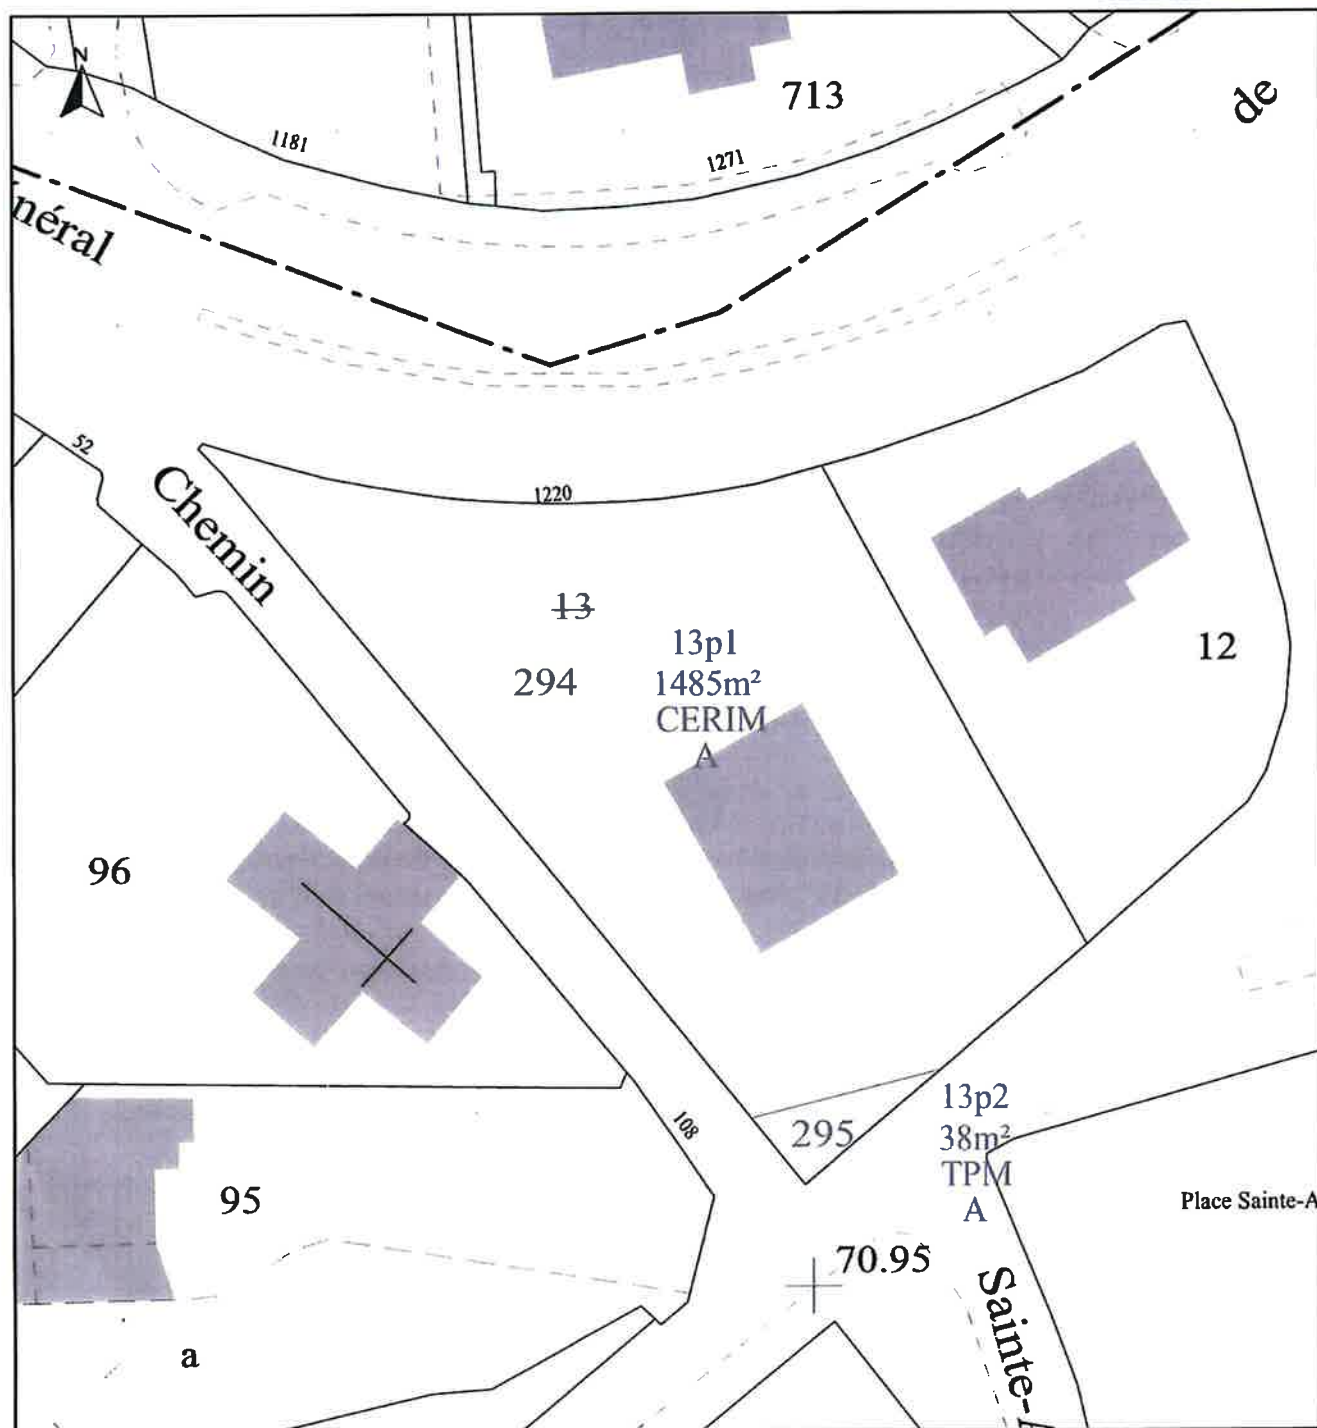 N
713
de
1181
1271
néral
52
Chemin
1220
13
13p1
294
1485m²
CERIM
A
12
96
108
295
13p2
38m²
TPM
A
95
Place Sainte-A
70.95
Sainte-
a